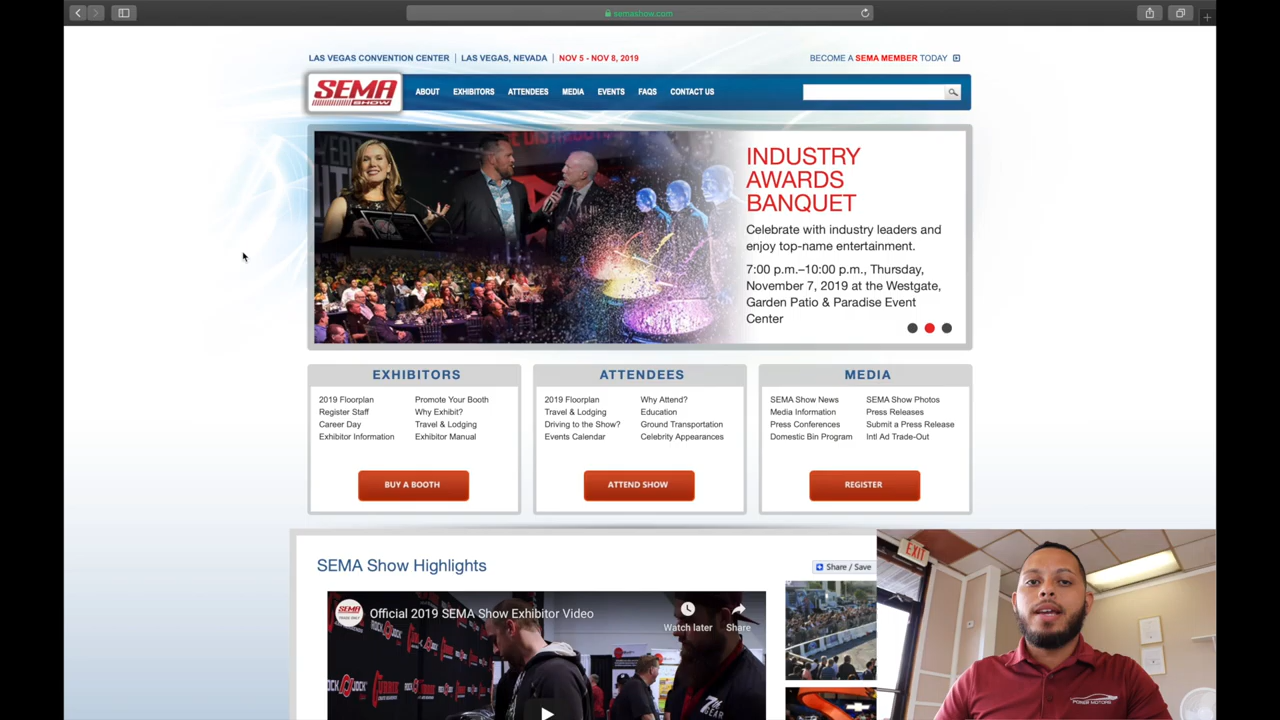 semashow.com
LAS VEGAS CONVENTION CENTER | LAS VEGAS, NEVADA | NOV 5 - NOV 8, 2019
BECOME A SEMA MEMBER TODAY
SEMA
SHOW
ABOUT EXHIBITORS ATTENDEES MEDIA EVENTS FAQS CONTACT US
INDUSTRY
AWARDS
BANQUET
Celebrate with industry leaders and
enjoy top-name entertainment.
7:00 p.m.–10:00 p.m., Thursday,
November 7, 2019 at the Westgate,
Garden Patio & Paradise Event
Center
EXHIBITORS
2019 Floorplan Promote Your Booth
Register Staff Why Exhibit?
Career Day Travel & Lodging
Exhibitor Information Exhibitor Manual
BUY A BOOTH
ATTENDEES
2019 Floorplan Why Attend?
Travel & Lodging Education
Driving to the Show? Ground Transportation
Events Calendar Celebrity Appearances
ATTEND SHOW
MEDIA
SEMA Show News SEMA Show Photos
Media Information Press Releases
Press Conferences Submit a Press Release
Domestic Bin Program Intl Ad Trade-Out
REGISTER
SEMA Show Highlights
Share / Save
SEMA
Official 2019 SEMA Show Exhibitor Video
Watch later Share
EXIT
POWER MOTORS